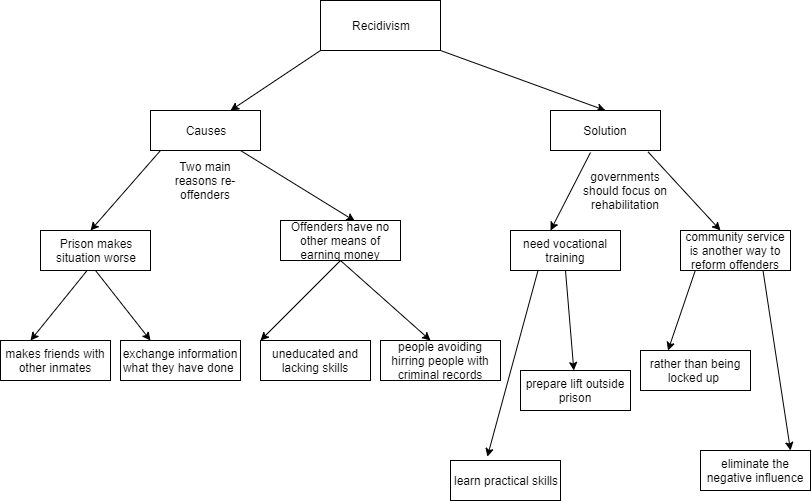 Recidivism
Causes
Solution
Two main
reasons re-
offenders
governments
should focus on
rehabilitation
Prison makes
situation worse
Offenders have no
other means of
earning money
need vocational
training
community service
is another way to
reform offenders
makes friends with
other inmates
exchange information
what they have done
uneducated and
lacking skills
people avoiding
hirring people with
criminal records
prepare lift outside
prison
rather than being
locked up
learn practical skills
eliminate the
negative influence